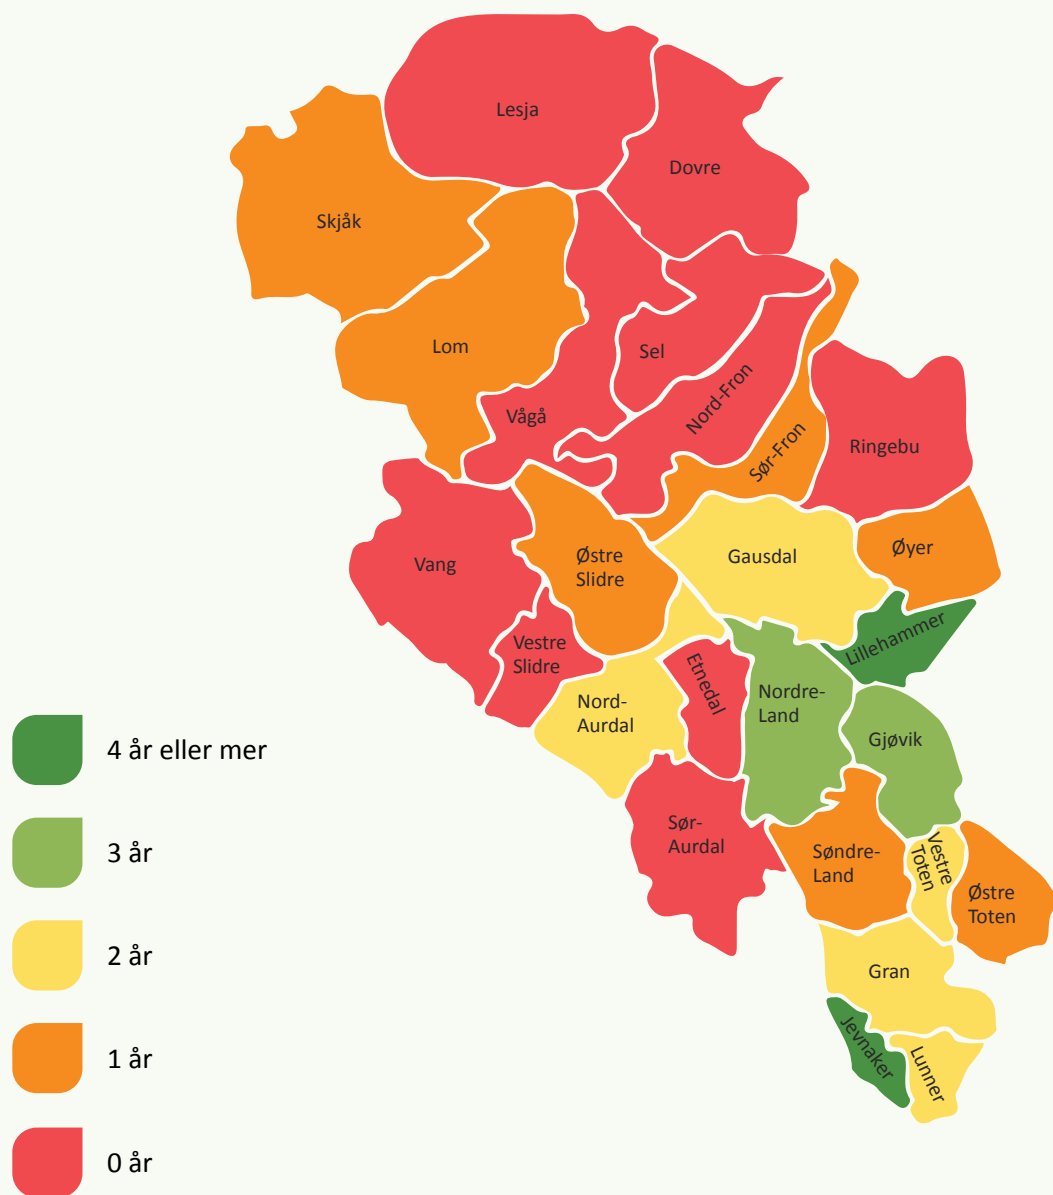 Lesja
Dovre
Skjåk
Lom
Sel
Vågå
Nord-Fron
Sør-Fron
Ringebu
Vang
Østre
Slidre
Gausdal
Øyer
Vestre
Slidre
Lillehammer
Etnedal
Nord-
Aurdal
Nordre-
Land
Gjøvik
Sør-
Aurdal
Søndre-
Land
Vestre
Toten
Østre
Toten
Gran
Jevnaker
Lunner
4 år eller mer
3 år
2 år
1 år
0 år